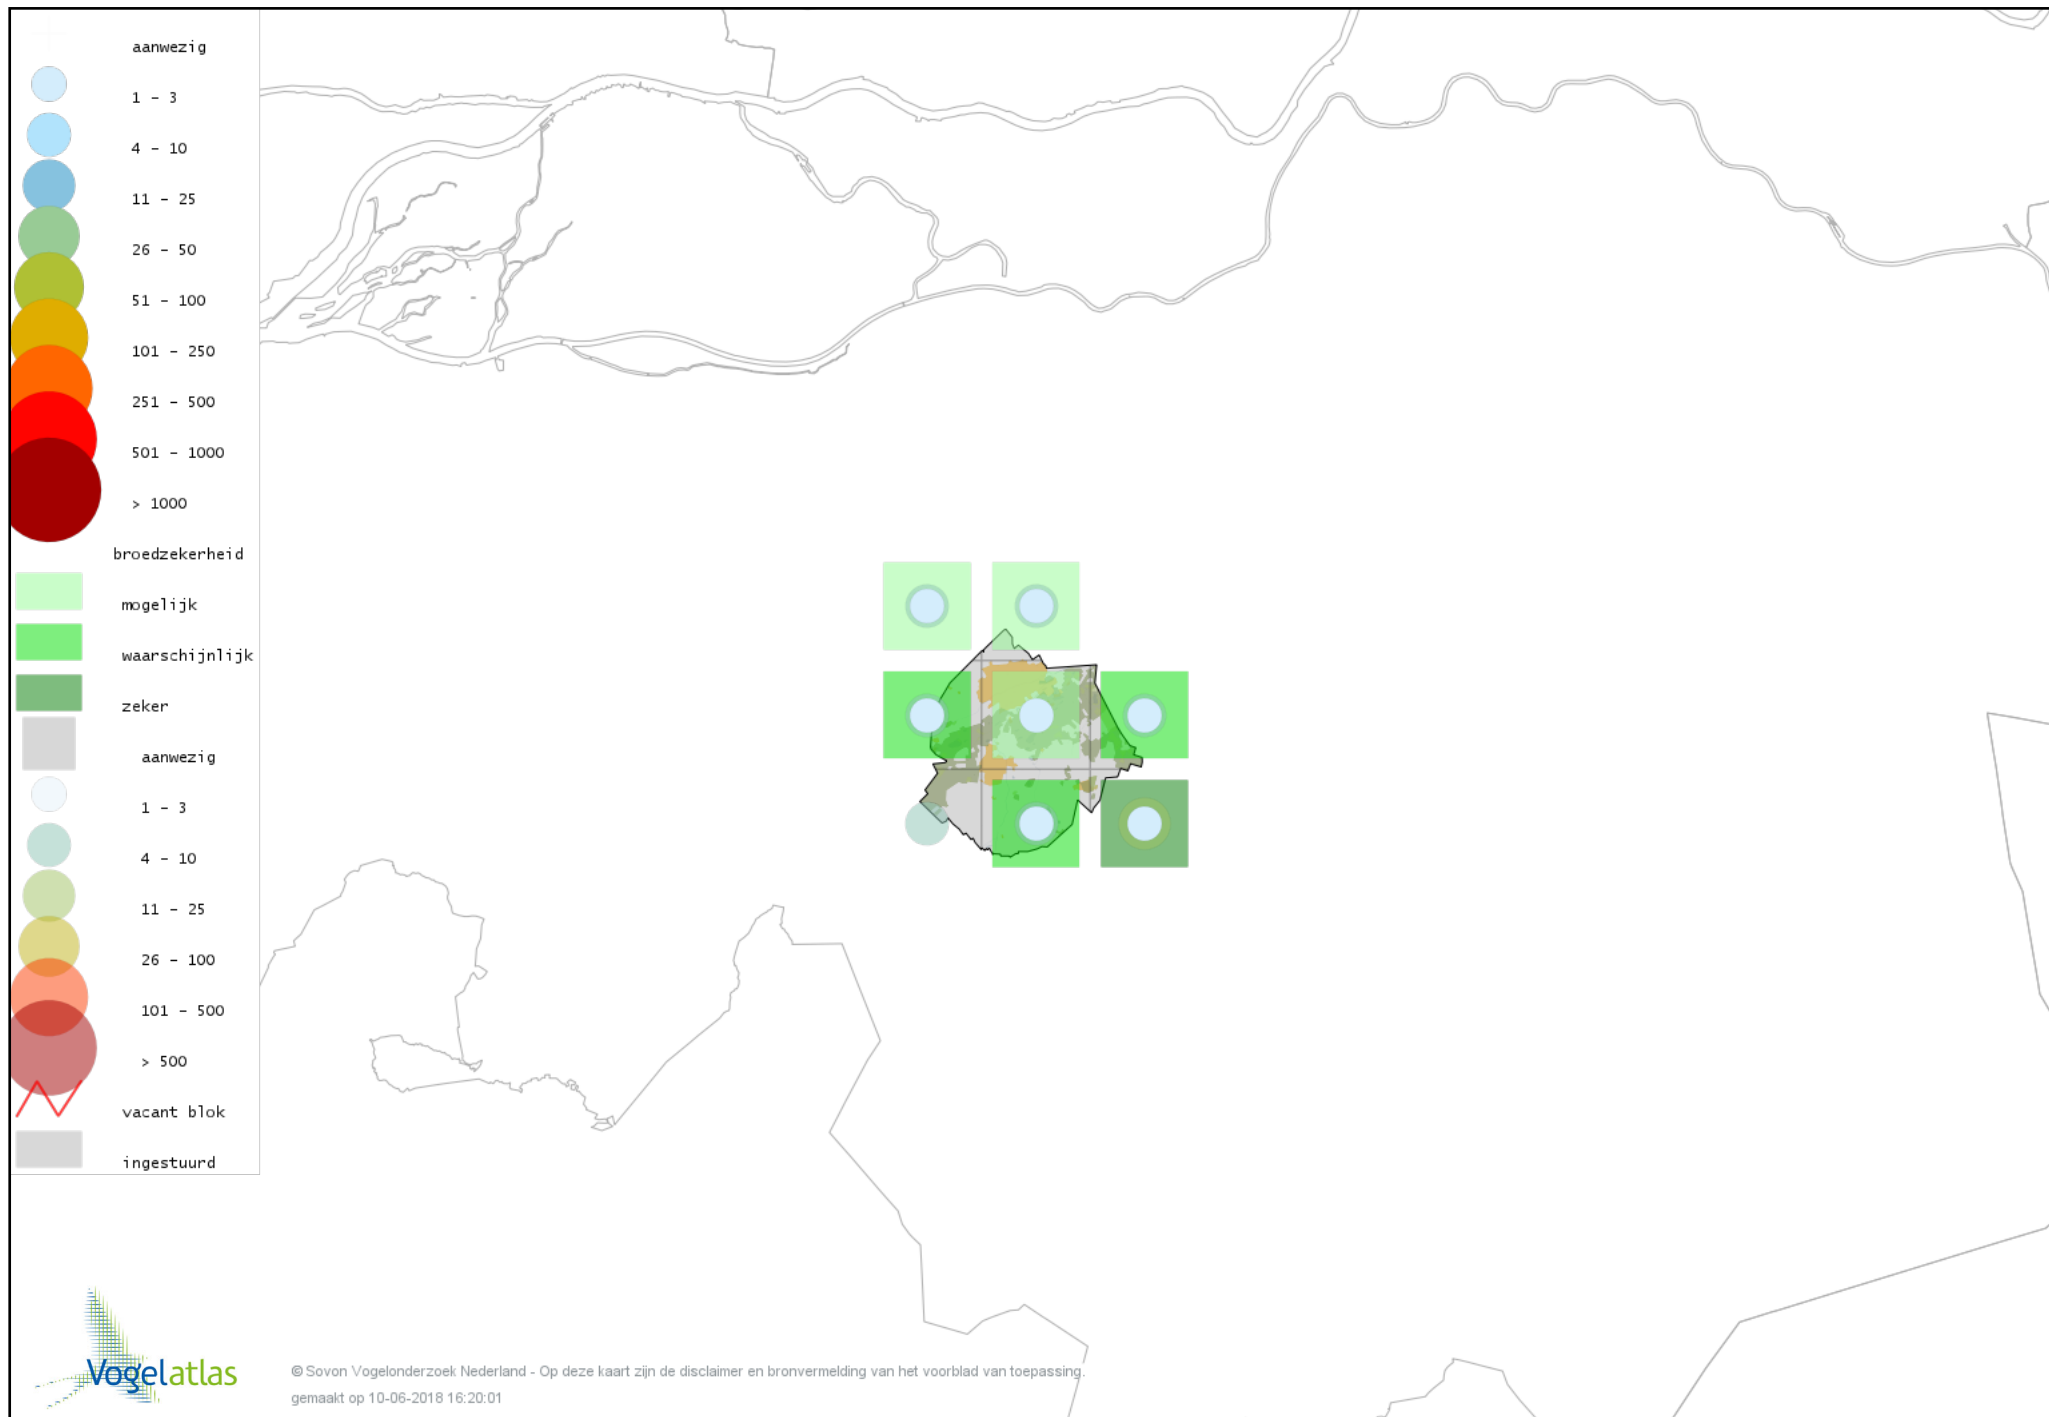 aanwezig
1 - 3
4 - 10
11 - 25
26 - 50
51 - 100
101 - 250
251 - 500
501 - 1000
> 1000
broedzekerheid
mogelijk
waarschijnlijk
zeker
aanwezig
1 - 3
4 - 10
11 - 25
26 - 100
101 - 500
> 500
vacant blok
ingestuurd
Vogelatlas
© Sovon Vogelonderzoek Nederland - Op deze kaart zijn de disclaimer en bronvermelding van het voorblad van toepassing.
gemaakt op 10-06-2018 16:20:01